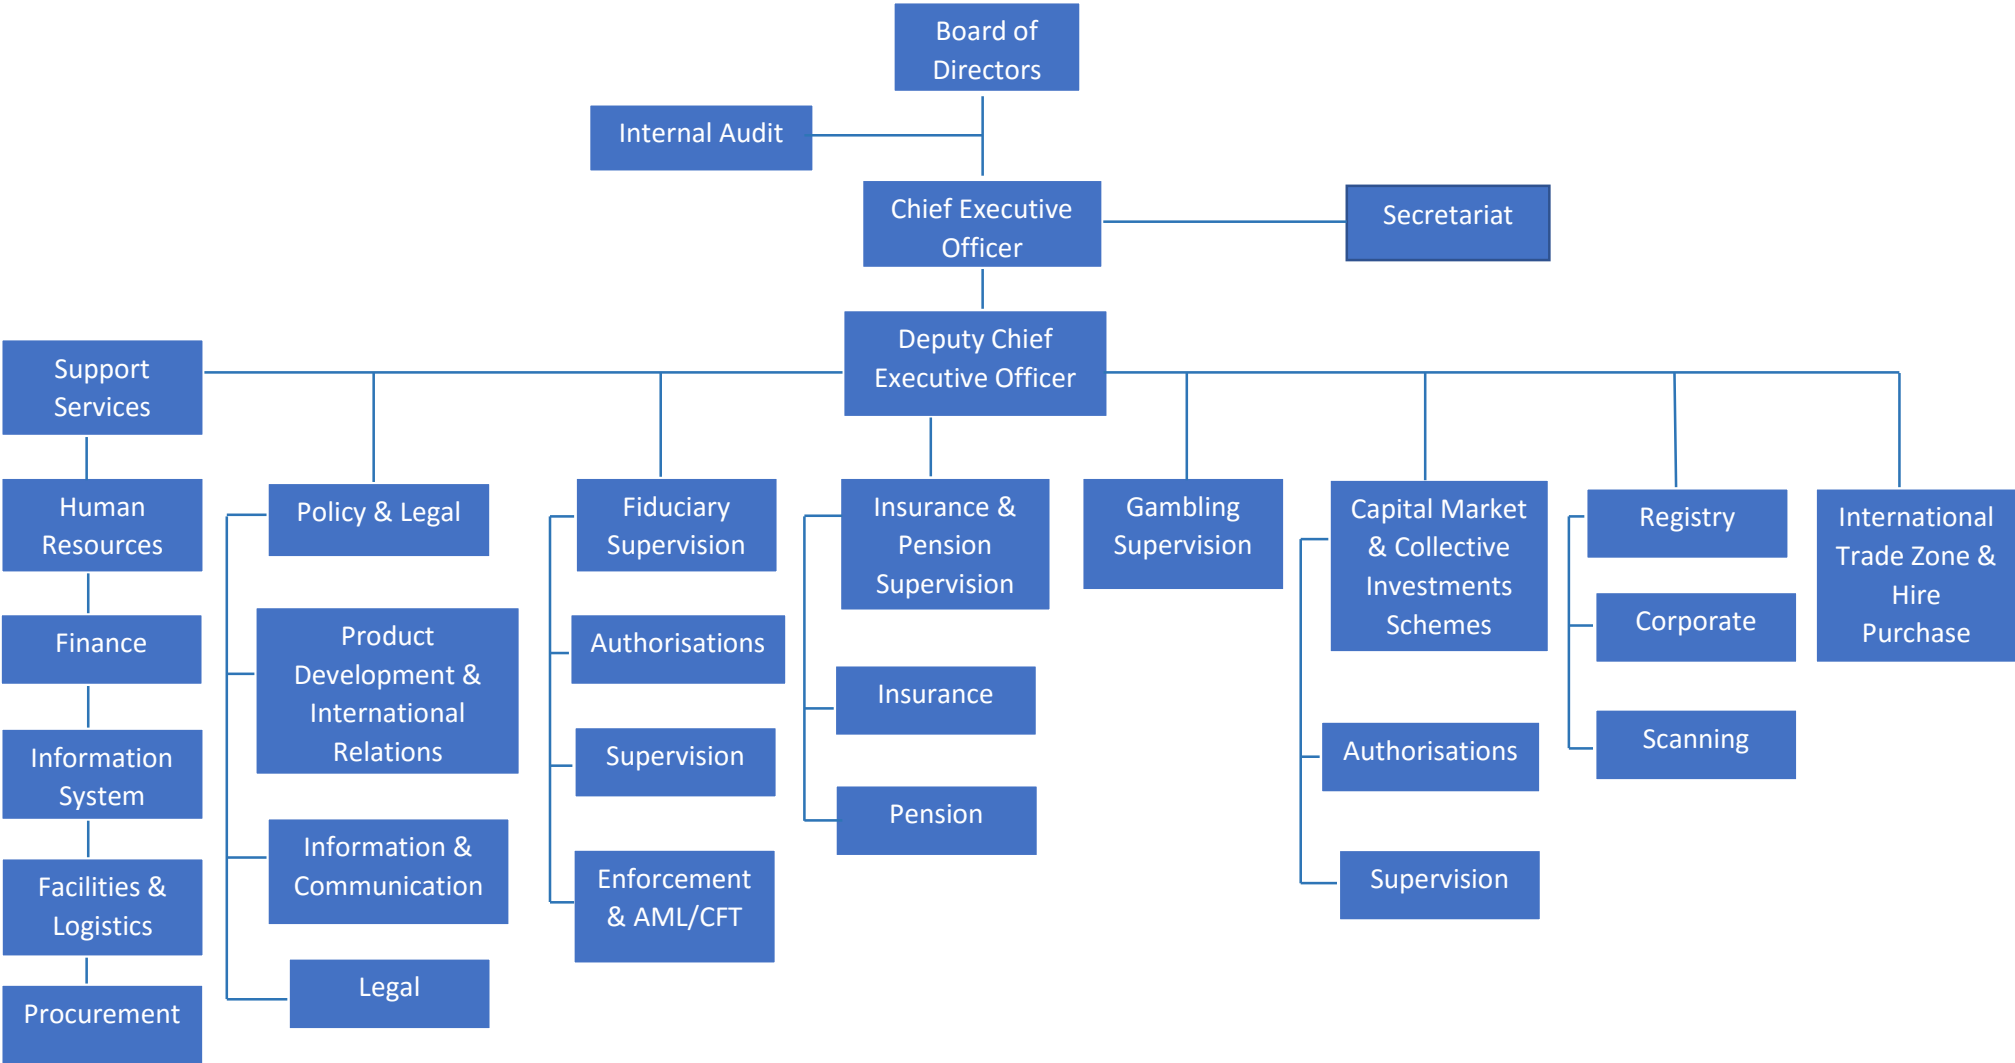 Board of
Directors
Internal Audit
Chief Executive
Officer
Secretariat
Deputy Chief
Executive Officer
Support
Services
Human
Resources
Finance
Information
System
Facilities &
Logistics
Procurement
Policy & Legal
Product
Development &
International
Relations
Information &
Communication
Legal
Fiduciary
Supervision
Authorisations
Supervision
Enforcement
& AML/CFT
Insurance &
Pension
Supervision
Insurance
Pension
Gambling
Supervision
Capital Market
& Collective
Investments
Schemes
Authorisations
Supervision
Registry
Corporate
Scanning
International
Trade Zone &
Hire
Purchase